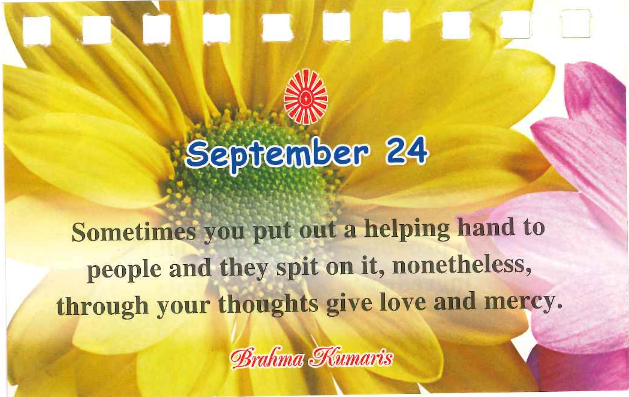 September 24
Sometimes you put out a helping hand to
people and they spit on it, nonetheless,
through your thoughts give love and mercy.
Brahma Kumaris